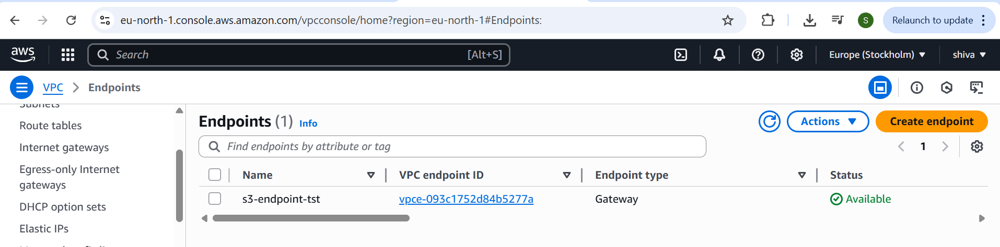 eu-north-1.console.aws.amazon.com/vpcconsole/home?region=eu-north-1#Endpoints:
S
Relaunch to update
aws
Search
[Alt+S]
Europe (Stockholm)
shiva
VPC
Endpoints
Subnets
Route tables
Internet gateways
Egress-only Internet
gateways
DHCP option sets
Elastic IPs
Endpoints (1) Info
Actions
Create endpoint
Find endpoints by attribute or tag
1
Name VPC endpoint ID Endpoint type Status
s3-endpoint-tst vpce-093c1752d84b5277a Gateway Available